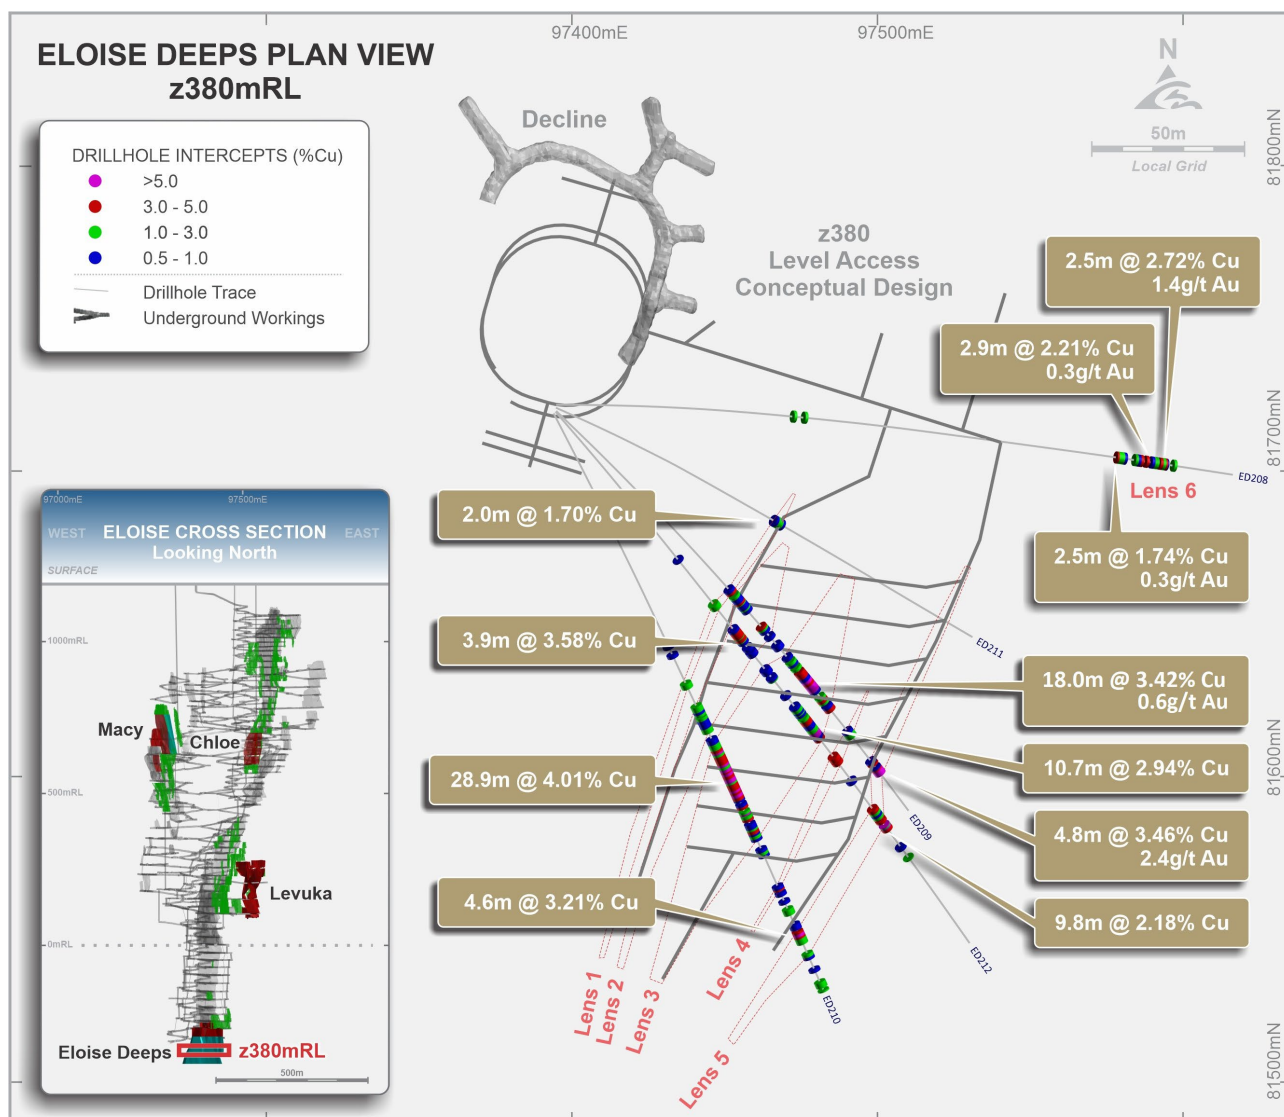 97400mE
97500mE
ELOISE DEEPS PLAN VIEW
z380mRL
N
50m
Local Grid
81800mN
DRILLHOLE INTERCEPTS (%Cu)
>5.0
3.0 - 5.0
1.0 - 3.0
0.5 - 1.0
Drillhole Trace
Underground Workings
Decline
z380
Level Access
Conceptual Design
2.5m @ 2.72% Cu
1.4g/t Au
2.9m @ 2.21% Cu
0.3g/t Au
81700mN
ED208
Lens 6
2.5m @ 1.74% Cu
0.3g/t Au
2.0m @ 1.70% Cu
3.9m @ 3.58% Cu
ED211
18.0m @ 3.42% Cu
0.6g/t Au
10.7m @ 2.94% Cu
81600mN
28.9m @ 4.01% Cu
ED209
4.8m @ 3.46% Cu
2.4g/t Au
4.6m @ 3.21% Cu
9.8m @ 2.18% Cu
ED212
ED210
Lens 1
Lens 2
Lens 3
Lens 4
Lens 5
81500mN
97000mE
97500mE
WEST
ELOISE CROSS SECTION
EAST
Looking North
SURFACE
1000mRL
Macy
Chloe
500mRL
Levuka
0mRL
Eloise Deeps
z380mRL
500m